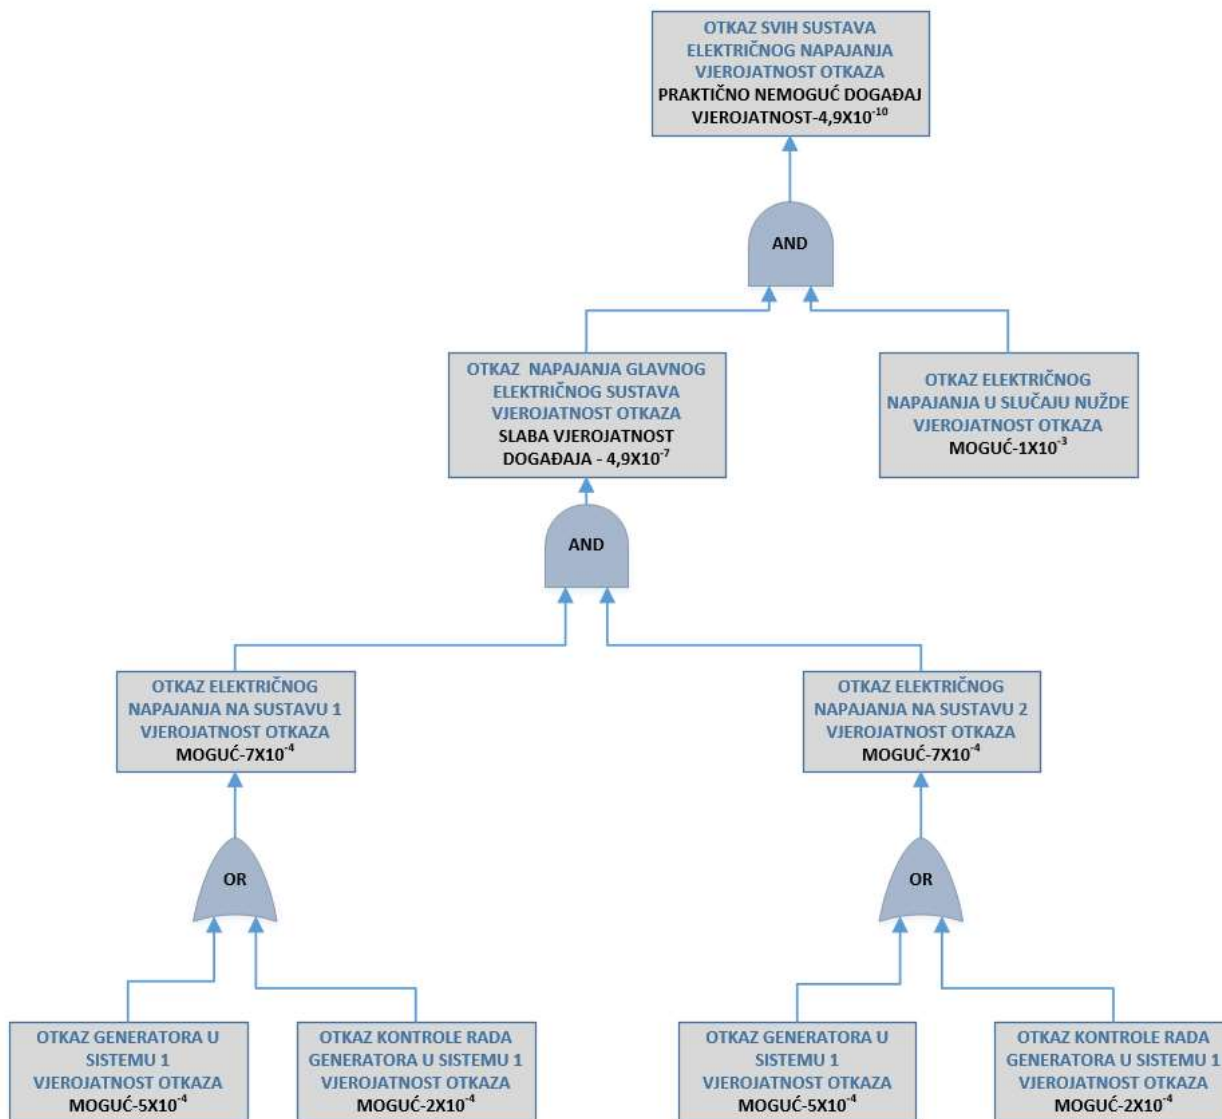 OTKAZ SVIH SUSTAVA
ELEKTRIČNOG NAPAJANJA
VJEROJATNOST OTKAZA
PRAKTIČNO NEMOGUĆ DOGAĐAJ
VJEROJATNOST-4,9X10⁻¹⁰
AND
OTKAZ NAPAJANJA GLAVNOG
ELEKTRIČNOG SUSTAVA
VJEROJATNOST OTKAZA
SLABA VJEROJATNOST
DOGAĐAJA - 4,9X10⁻⁷
OTKAZ ELEKTRIČNOG
NAPAJANJA U SLUČAJU NUŽDE
VJEROJATNOST OTKAZA
MOGUĆ-1X10⁻³
AND
OTKAZ ELEKTRIČNOG
NAPAJANJA NA SUSTAVU 1
VJEROJATNOST OTKAZA
MOGUĆ-7X10⁻⁴
OTKAZ ELEKTRIČNOG
NAPAJANJA NA SUSTAVU 2
VJEROJATNOST OTKAZA
MOGUĆ-7X10⁻⁴
OR
OR
OTKAZ GENERATORA U
SISTEMU 1
VJEROJATNOST OTKAZA
MOGUĆ-5X10⁻⁴
OTKAZ KONTROLE RADA
GENERATORA U SISTEMU 1
VJEROJATNOST OTKAZA
MOGUĆ-2X10⁻⁴
OTKAZ GENERATORA U
SISTEMU 1
VJEROJATNOST OTKAZA
MOGUĆ-5X10⁻⁴
OTKAZ KONTROLE RADA
GENERATORA U SISTEMU 1
VJEROJATNOST OTKAZA
MOGUĆ-2X10⁻⁴